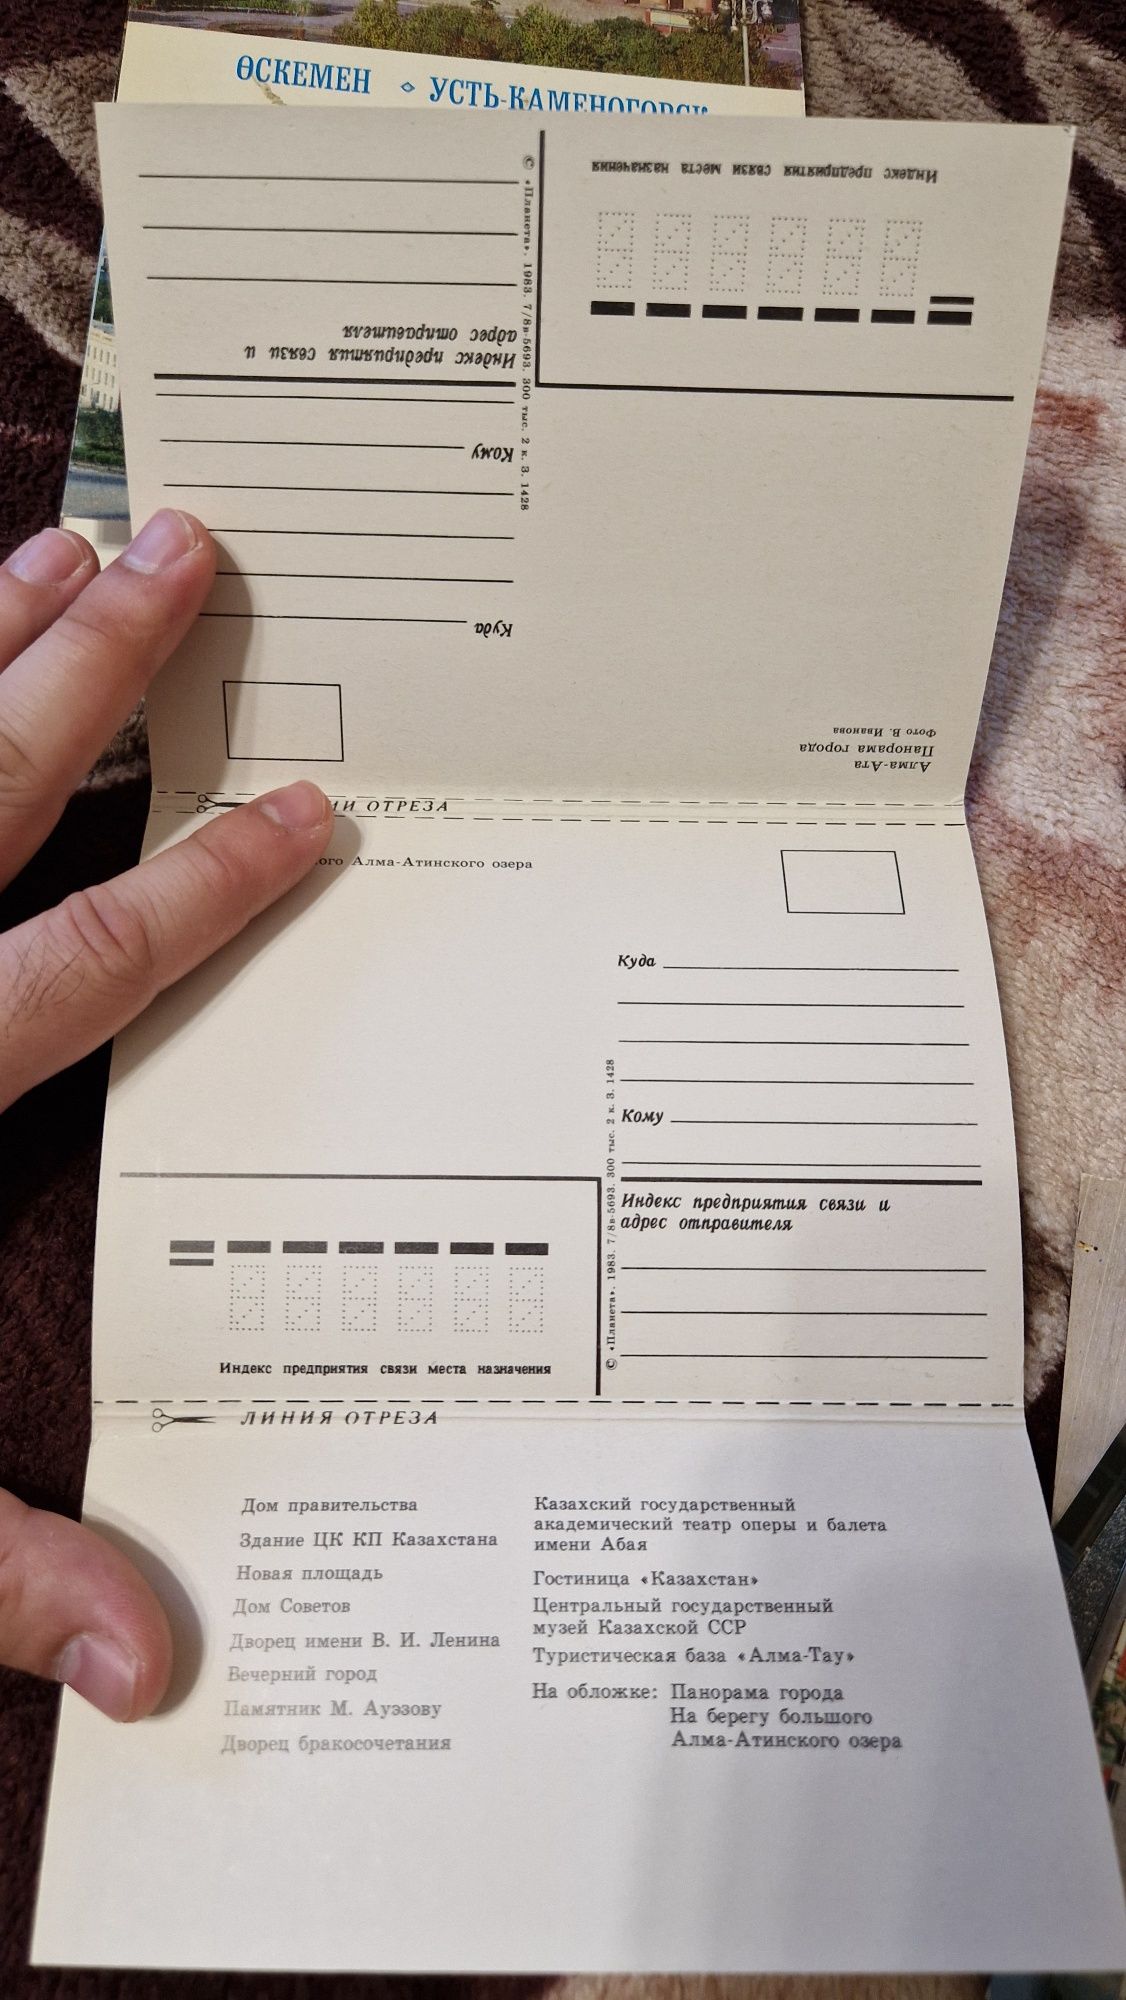 ӨСКЕМЕН ◇ УСТЬ-КАМЕНОГОРСК
Индекс предприятия связи места назначения
© «Планета». 1983. 7/8в-5693. 300 тыс. 2 к. З. 1428
Индекс предприятия связи и
адрес отправителя
Кому
Куда
Алма-Ата
Панорама города
Фото В. Иванова
ОТРЕЗА
Алма-Атинского озера
Куда
Кому
Индекс предприятия связи и
адрес отправителя
© «Планета». 1983. 7/8в-5693. 300 тыс. 2 к. З. 1428
Индекс предприятия связи места назначения
ЛИНИЯ ОТРЕЗА
Дом правительства
Здание ЦК КП Казахстана
Новая площадь
Дом Советов
Дворец имени В. И. Ленина
Вечерний город
Памятник М. Ауэзову
Дворец бракосочетания
Казахский государственный
академический театр оперы и балета
имени Абая
Гостиница «Казахстан»
Центральный государственный
музей Казахской ССР
Туристическая база «Алма-Тау»
На обложке: Панорама города
На берегу большого
Алма-Атинского озера